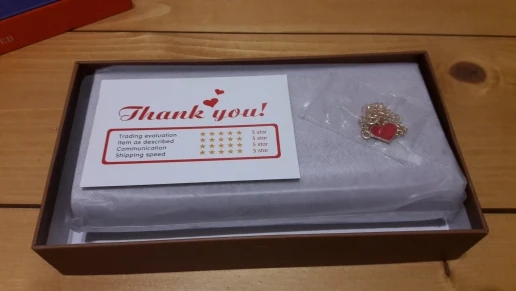 Thank you!
Trading evaluation ★★★★★ 5 star
Item as described ★★★★★ 5 star
Communication ★★★★★ 5 star
Shipping speed ★★★★★ 5 star